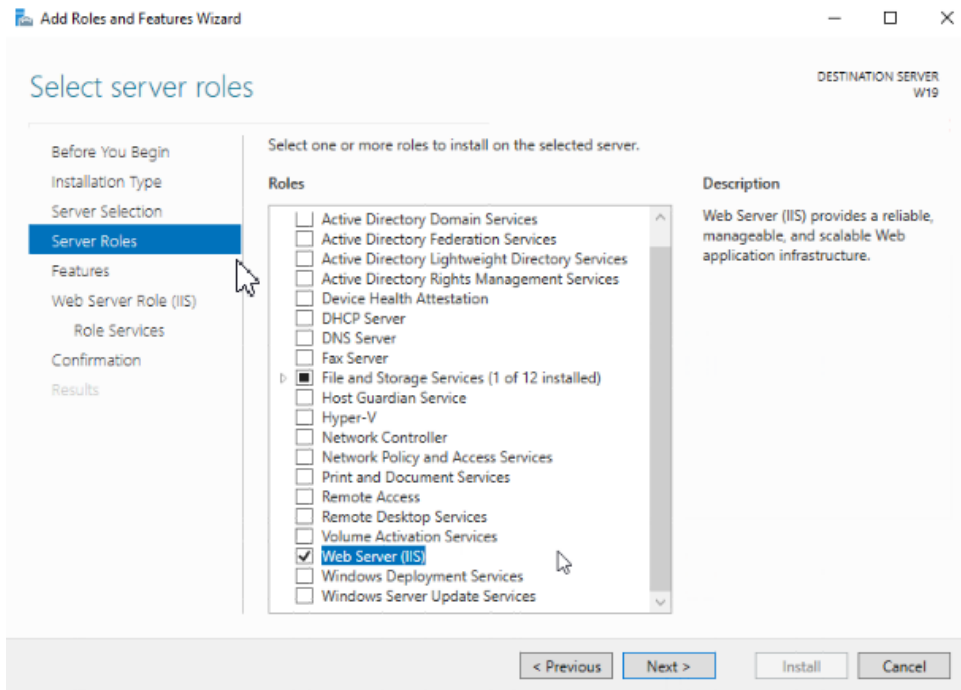 Add Roles and Features Wizard
Select server roles
DESTINATION SERVER
W19
Before You Begin
Installation Type
Server Selection
Server Roles
Features
Web Server Role (IIS)
Role Services
Confirmation
Results
Select one or more roles to install on the selected server.
Roles
Active Directory Domain Services
Active Directory Federation Services
Active Directory Lightweight Directory Services
Active Directory Rights Management Services
Device Health Attestation
DHCP Server
DNS Server
Fax Server
File and Storage Services (1 of 12 installed)
Host Guardian Service
Hyper-V
Network Controller
Network Policy and Access Services
Print and Document Services
Remote Access
Remote Desktop Services
Volume Activation Services
Web Server (IIS)
Windows Deployment Services
Windows Server Update Services
Description
Web Server (IIS) provides a reliable,
manageable, and scalable Web
application infrastructure.
< Previous
Next >
Install
Cancel